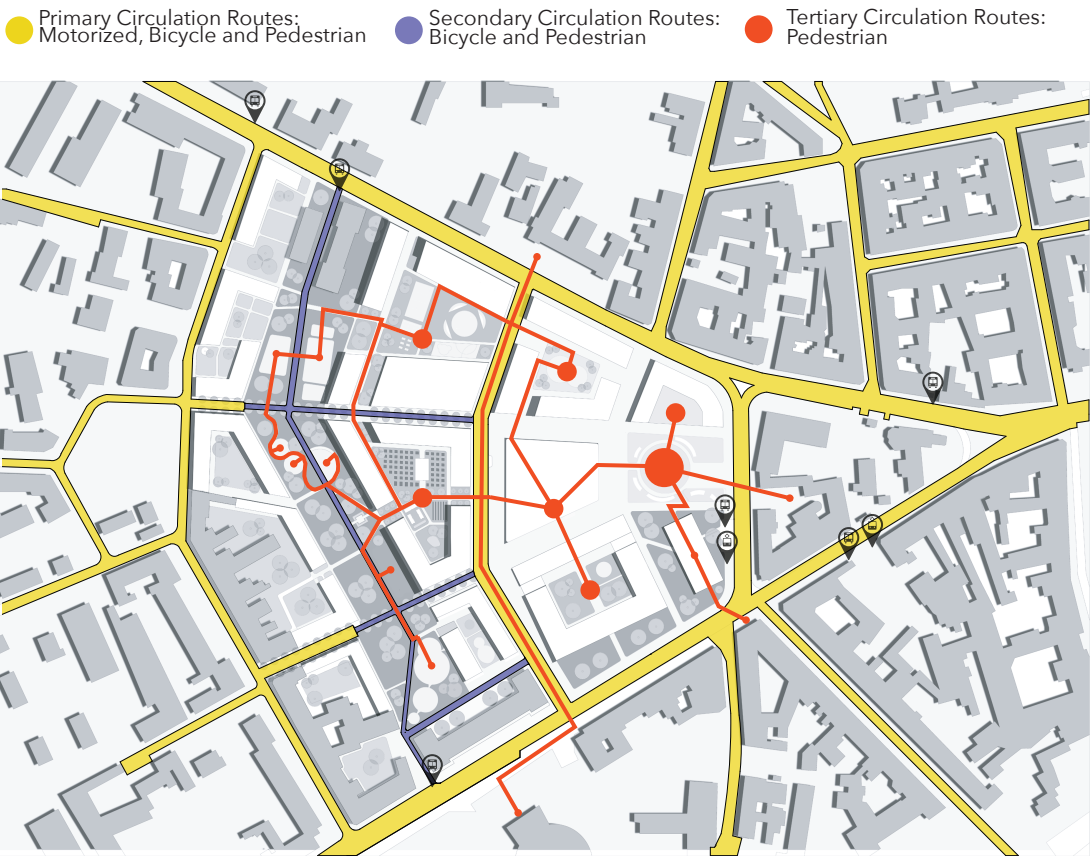 Primary Circulation Routes:
Motorized, Bicycle and Pedestrian
Secondary Circulation Routes:
Bicycle and Pedestrian
Tertiary Circulation Routes:
Pedestrian